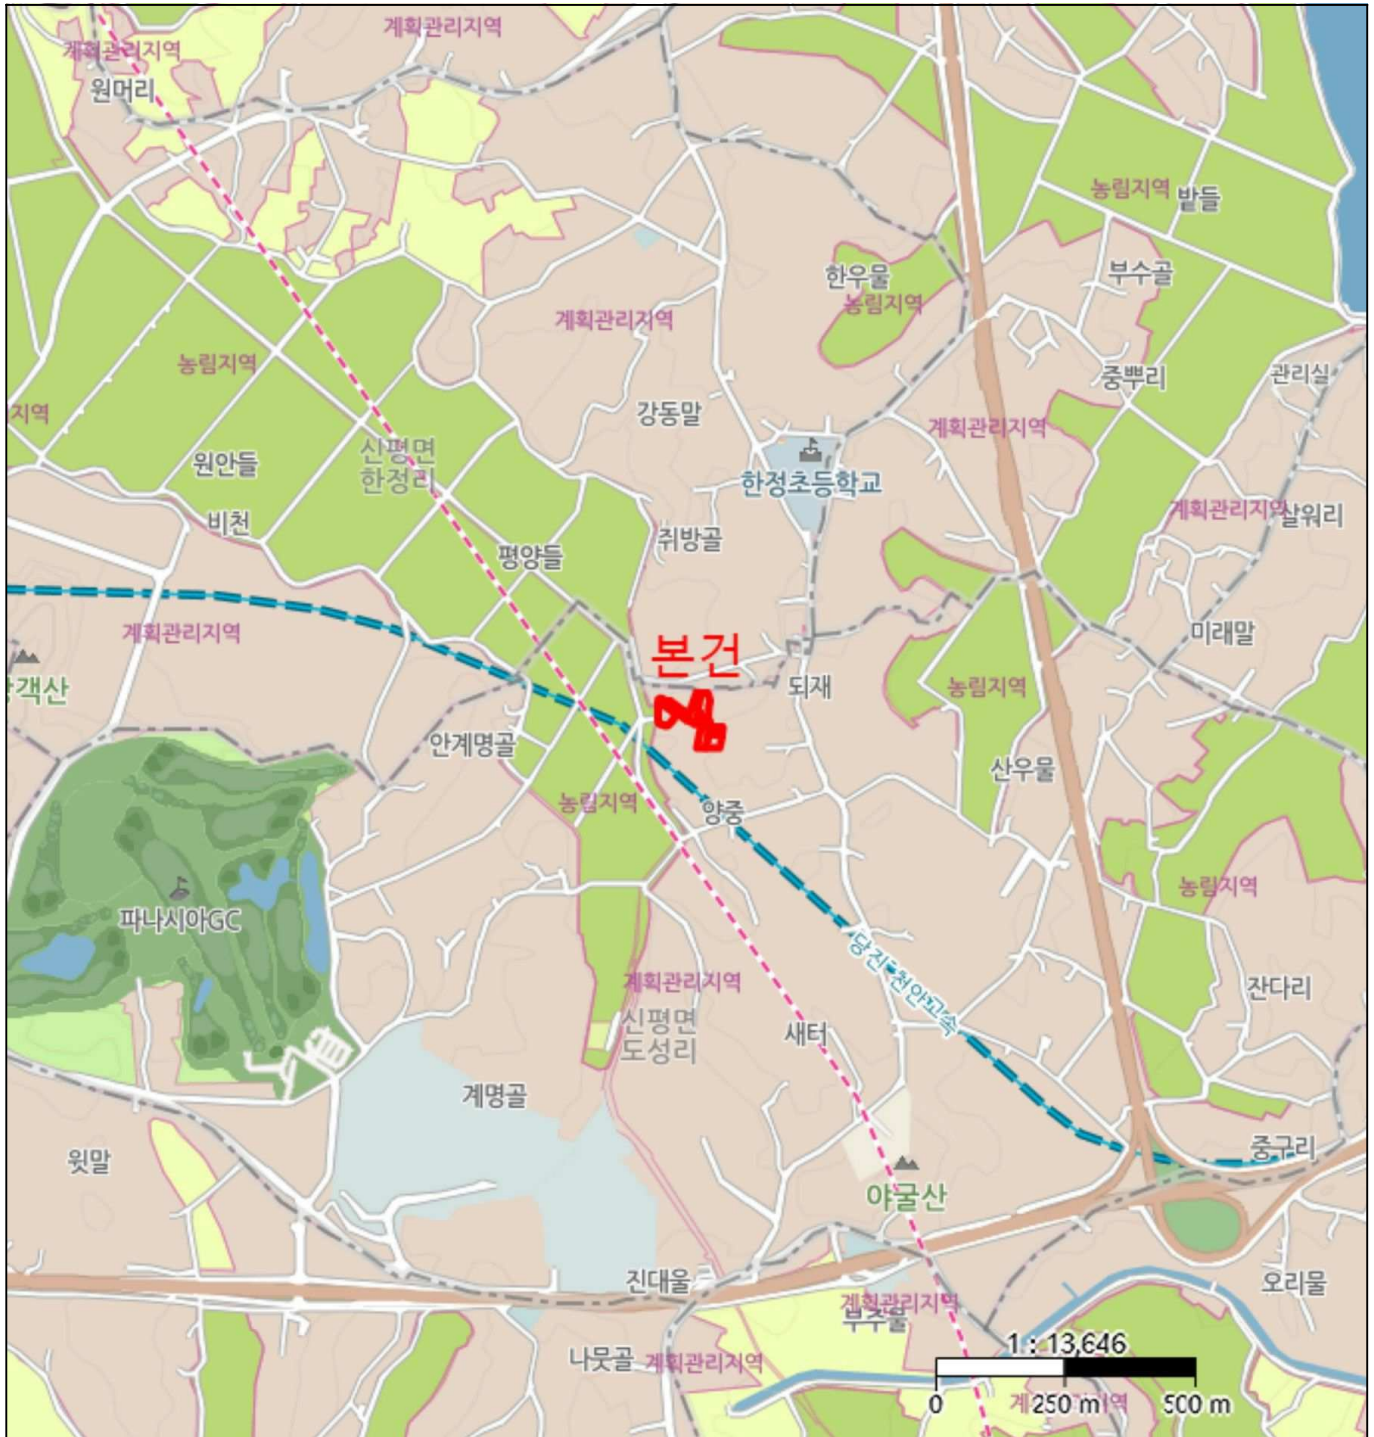 계획관리지역
계획관리지역
원머리
농림지역
밭들
한우물
부수골
농림지역
계획관리지역
농림지역
중뿌리
관리실
지역
강동말
계획관리지역
신평면
한정리
원안들
한정초등학교
계획관리지역
살워리
비천
쥐방골
평양들
계획관리지역
본건
미래말
객산
되재
농림지역
안계명골
산우물
농림지역
양중
농림지역
파나시아GC
당진-천안고속
계획관리지역
잔다리
신평면
도성리
새터
계명골
윗말
중구리
야굴산
진대울
오리물
계획관리지역
부주물
1 : 13,646
나뭇골
계획관리지역
0
250 m
500 m